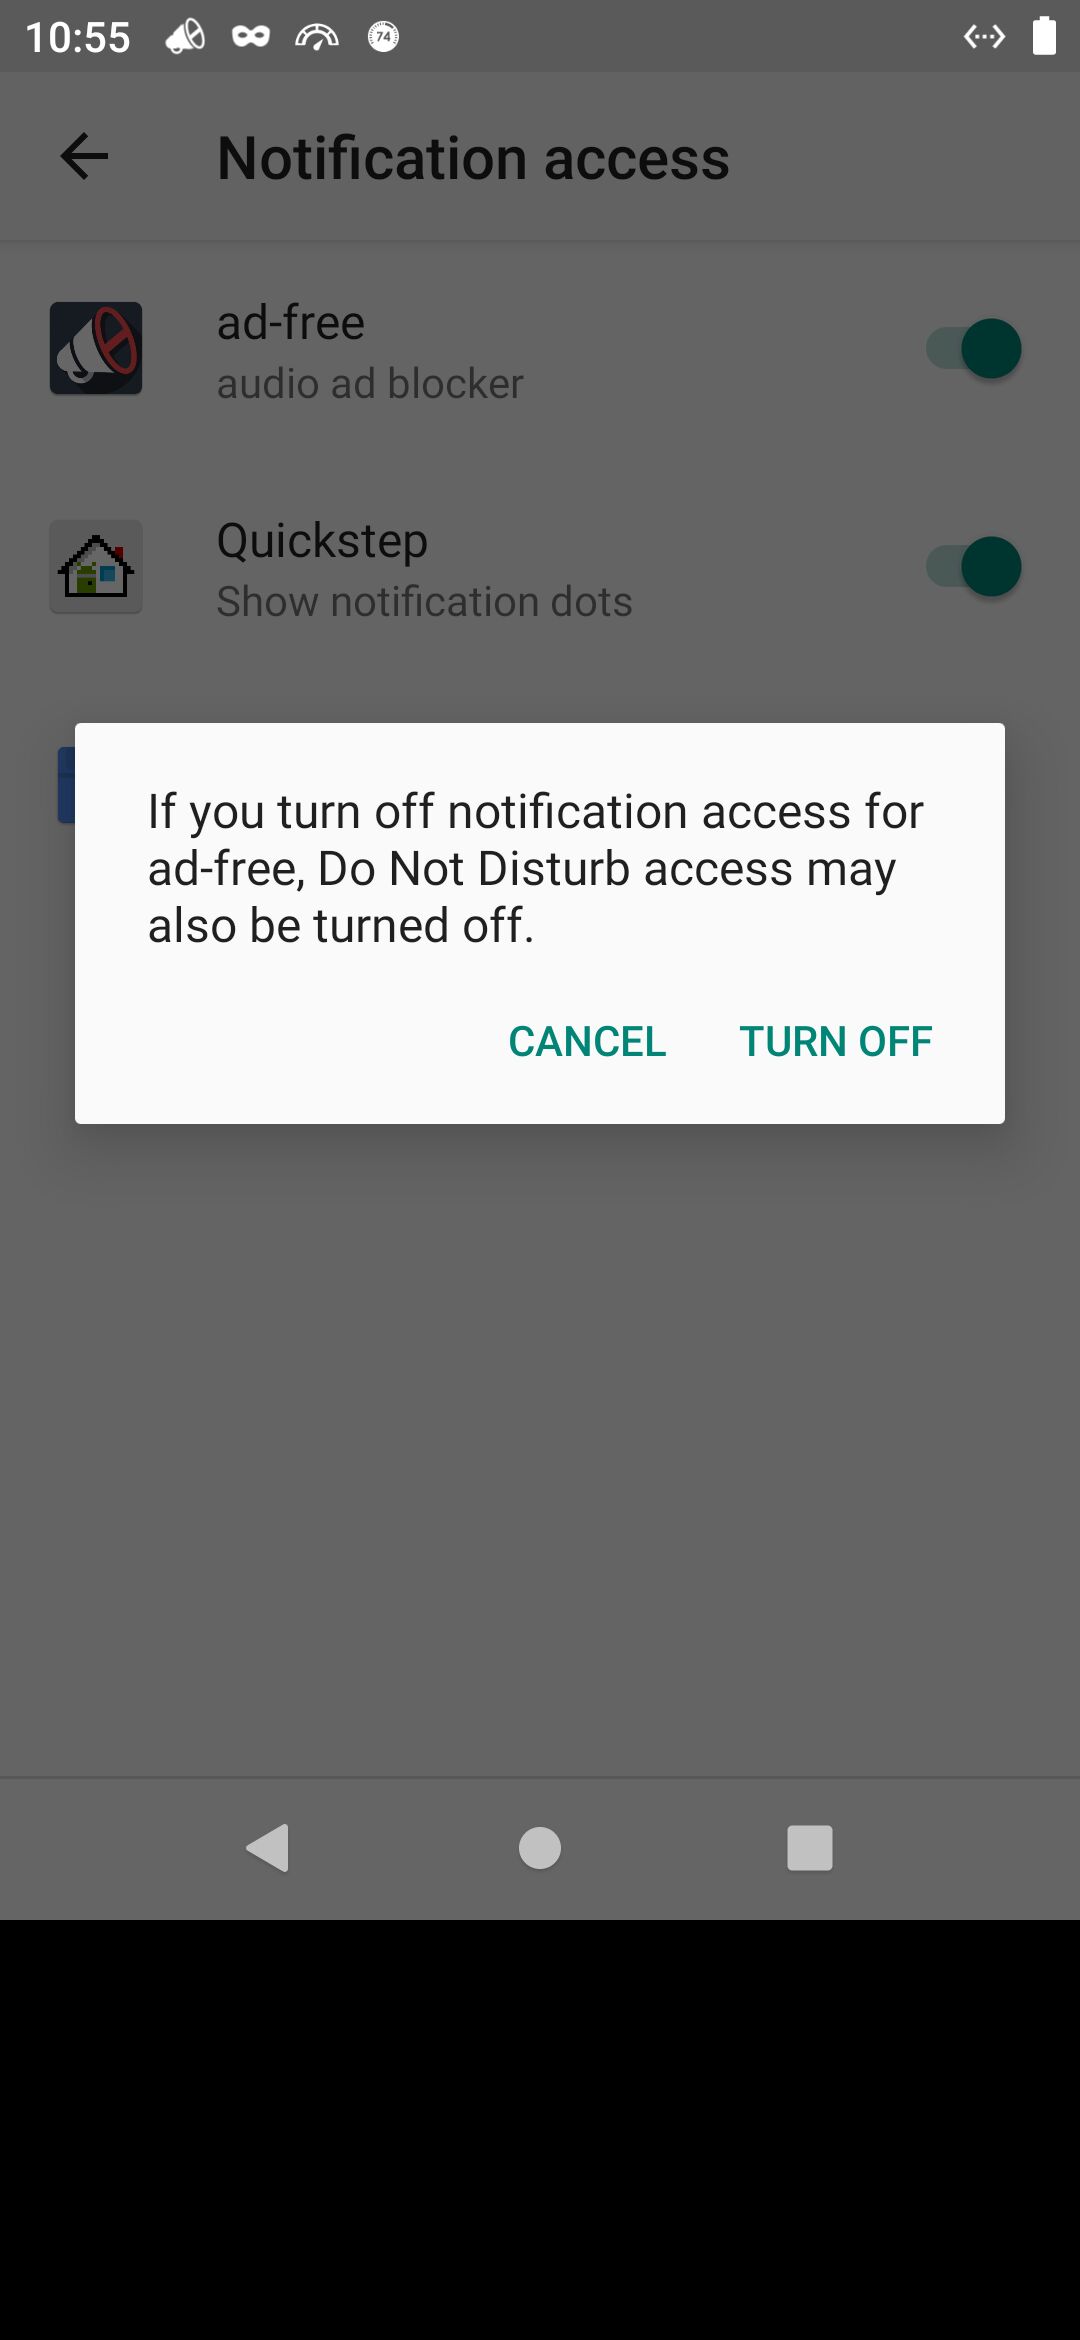 10:55
74
Notification access
ad-free
audio ad blocker
Quickstep
Show notification dots
If you turn off notification access for
ad-free, Do Not Disturb access may
also be turned off.
CANCEL TURN OFF